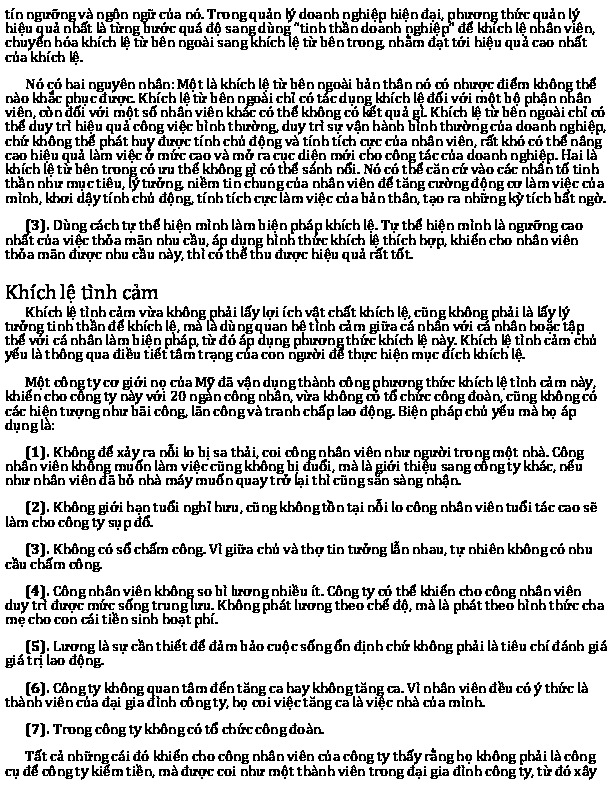 tín ngưỡng và ngôn ngữ của nó. Trong quản lý doanh nghiệp hiện đại, phương thức quản lý
hiệu quả nhất là từng bước quá độ sang dùng "tinh thần doanh nghiệp" để khích lệ nhân viên,
chuyển hóa khích lệ từ bên ngoài sang khích lệ từ bên trong, nhằm đạt tới hiệu quả cao nhất
của khích lệ.
Nó có hai nguyên nhân: Một là khích lệ từ bên ngoài bản thân nó có nhược điểm không thể
nào khắc phục được. Khích lệ từ bên ngoài chỉ có tác dụng khích lệ đối với một bộ phận nhân
viên, còn đối với một số nhân viên khác có thể không có kết quả gì. Khích lệ từ bên ngoài chỉ có
thể duy trì hiệu quả công việc bình thường, duy trì sự vận hành bình thường của doanh nghiệp,
chứ không thể phát huy được tính chủ động và tính tích cực của nhân viên, rất khó có thể nâng
cao hiệu quả làm việc ở mức cao và mở ra cục diện mới cho công tác của doanh nghiệp. Hai là
khích lệ từ bên trong có ưu thế không gì có thể sánh nổi. Nó có thể căn cứ vào các nhân tố tinh
thần như mục tiêu, lý tưởng, niềm tin chung của nhân viên để tăng cường động cơ làm việc của
mình, khơi dậy tính chủ động, tính tích cực làm việc của bản thân, tạo ra những kỳ tích bất ngờ.
(3). Dùng cách tự thể hiện mình làm biện pháp khích lệ. Tự thể hiện mình là ngưỡng cao
nhất của việc thỏa mãn nhu cầu, áp dụng hình thức khích lệ thích hợp, khiến cho nhân viên
thỏa mãn được nhu cầu này, thì có thể thu được hiệu quả rất tốt.
Khích lệ tình cảm
Khích lệ tình cảm vừa không phải lấy lợi ích vật chất khích lệ, cũng không phải là lấy lý
tưởng tinh thần để khích lệ, mà là dùng quan hệ tình cảm giữa cá nhân với cá nhân hoặc tập
thể với cá nhân làm biện pháp, từ đó áp dụng phương thức khích lệ này. Khích lệ tình cảm chủ
yếu là thông qua điều tiết tâm trạng của con người để thực hiện mục đích khích lệ.
Một công ty cơ giới nọ của Mỹ đã vận dụng thành công phương thức khích lệ tình cảm này,
khiến cho công ty này với 20 ngàn công nhân, vừa không có tổ chức công đoàn, cũng không có
các hiện tượng như bãi công, lãn công và tranh chấp lao động. Biện pháp chủ yếu mà họ áp
dụng là:
(1). Không để xảy ra nỗi lo bị sa thải, coi công nhân viên như người trong một nhà. Công
nhân viên không muốn làm việc cũng không bị đuổi, mà là giới thiệu sang công ty khác, nếu
như nhân viên đã bỏ nhà máy muốn quay trở lại thì cũng sẵn sàng nhận.
(2). Không giới hạn tuổi nghỉ hưu, cũng không tồn tại nỗi lo công nhân viên tuổi tác cao sẽ
làm cho công ty sụp đổ.
(3). Không có sổ chấm công. Vì giữa chủ và thợ tin tưởng lẫn nhau, tự nhiên không có nhu
cầu chấm công.
(4). Công nhân viên không so bì lương nhiều ít. Công ty có thể khiến cho công nhân viên
duy trì được mức sống trung lưu. Không phát lương theo chế độ, mà là phát theo hình thức cha
mẹ cho con cái tiền sinh hoạt phí.
(5). Lương là sự cần thiết để đảm bảo cuộc sống ổn định chứ không phải là tiêu chí đánh giá
giá trị lao động.
(6). Công ty không quan tâm đến tăng ca hay không tăng ca. Vì nhân viên đều có ý thức là
thành viên của đại gia đình công ty, họ coi việc tăng ca là việc nhà của mình.
(7). Trong công ty không có tổ chức công đoàn.
Tất cả những cái đó khiến cho công nhân viên của công ty thấy rằng họ không phải là công
cụ để công ty kiếm tiền, mà được coi như một thành viên trong đại gia đình công ty, từ đó xây